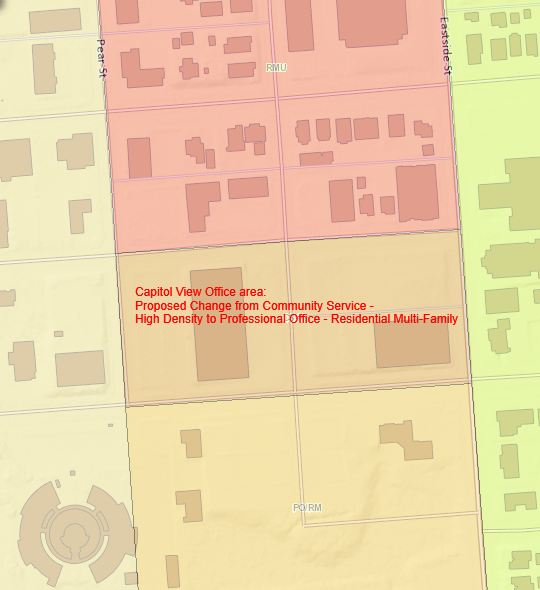 Pear St
Eastside St
RMU
Capitol View Office area:
Proposed Change from Community Service -
High Density to Professional Office - Residential Multi-Family
PO/RM